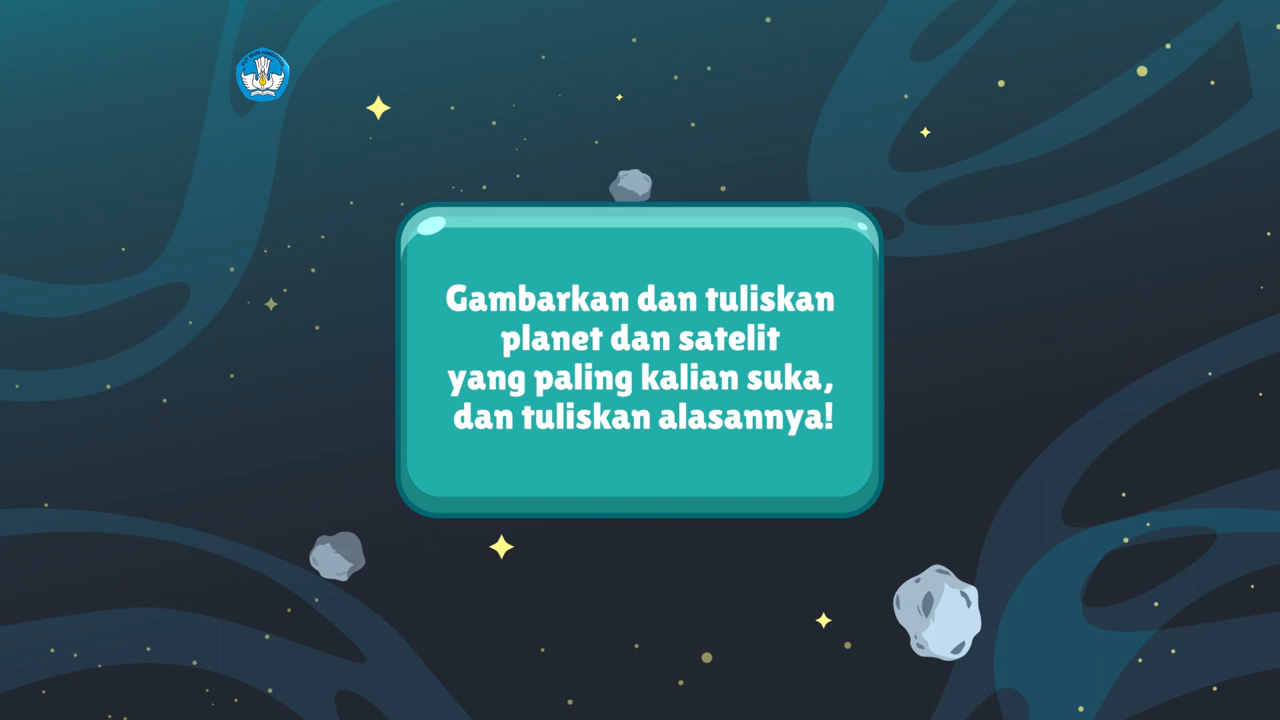 Gambarkan dan tuliskan
planet dan satelit
yang paling kalian suka,
dan tuliskan alasannya!